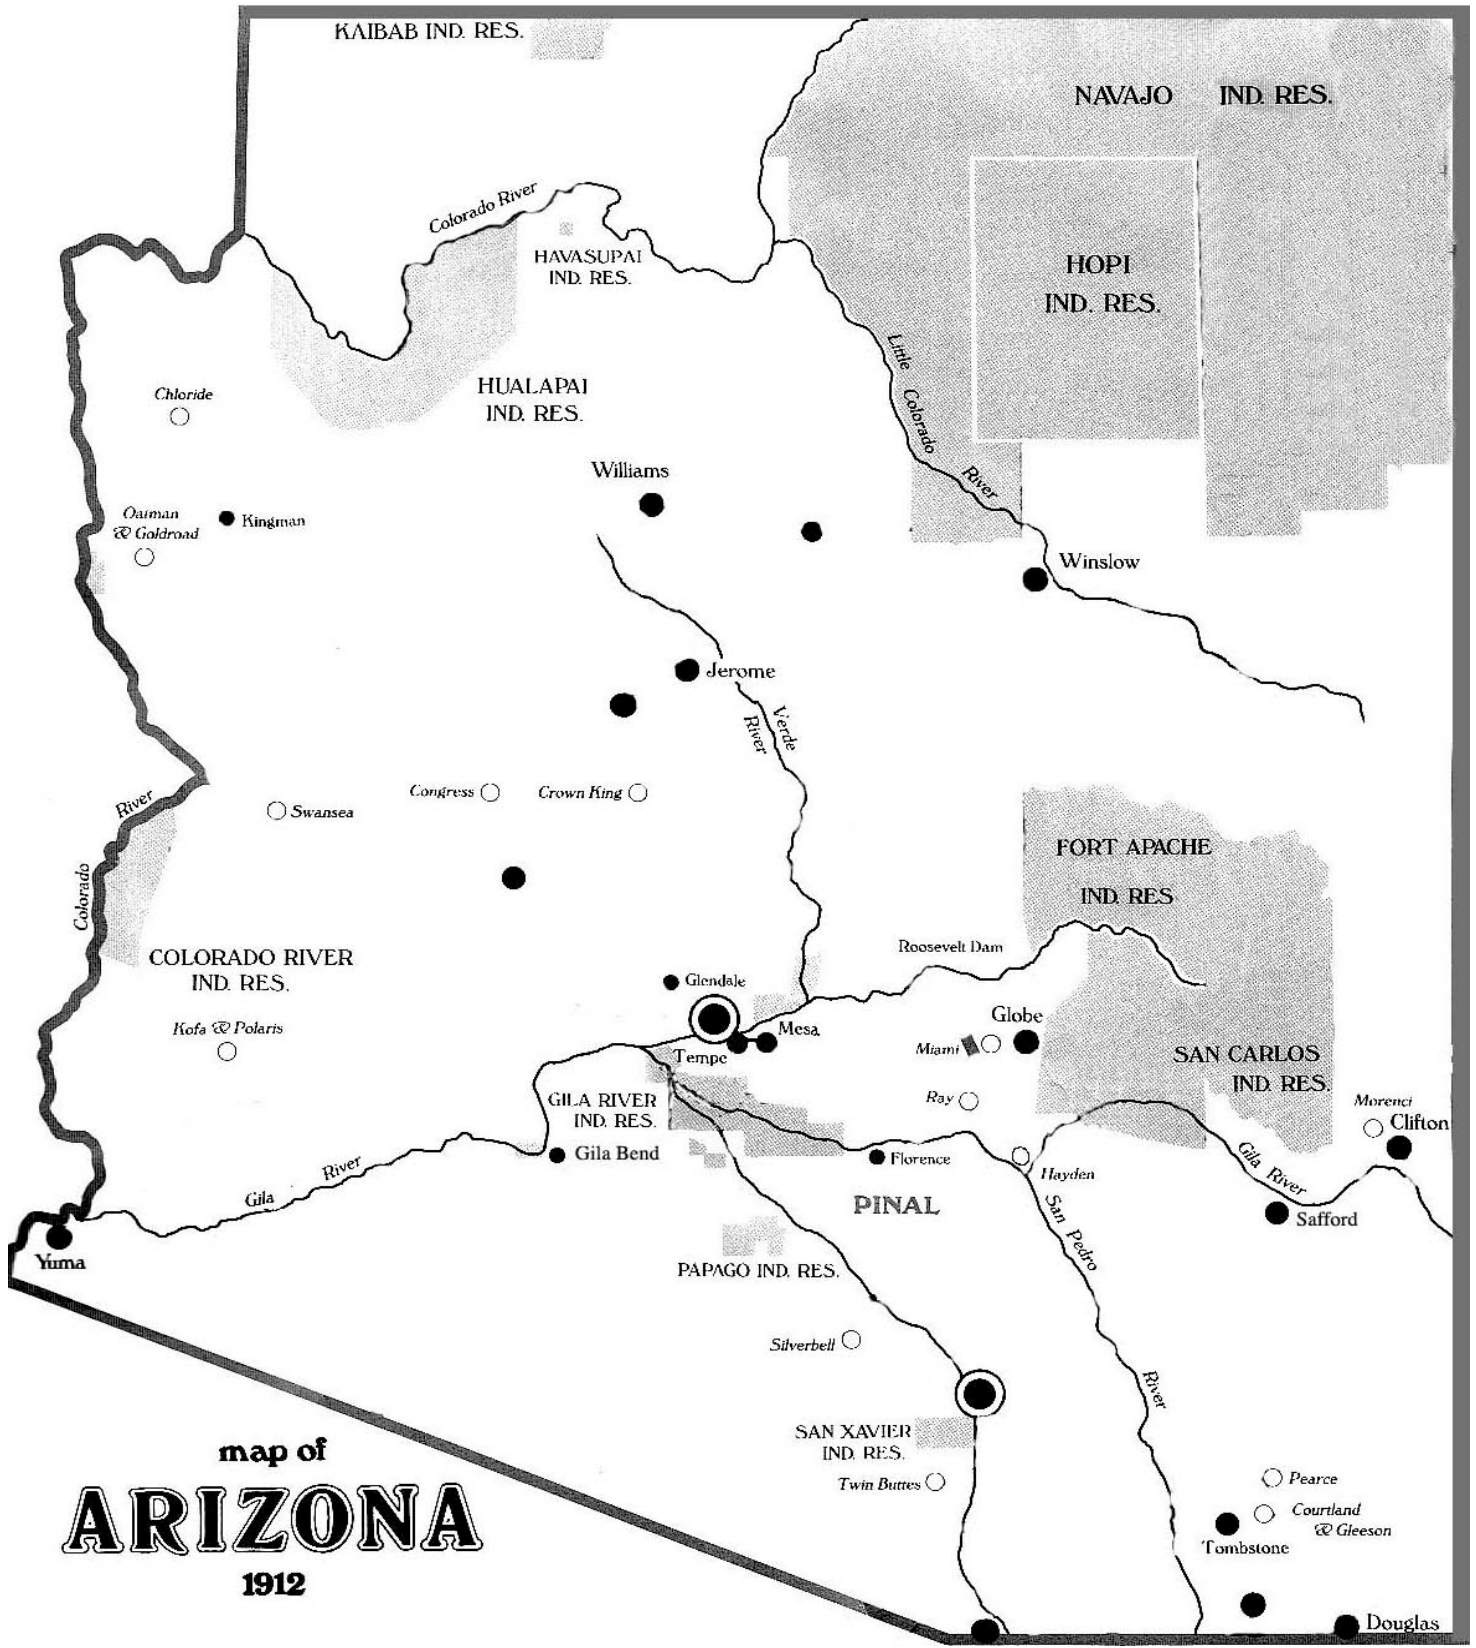 KAIBAB IND. RES.
NAVAJO IND. RES.
Colorado River
HAVASUPAI
IND. RES.
HOPI
IND. RES.
Little Colorado River
HUALAPAI
IND. RES.
Chloride
Williams
Oatman
& Goldroad
Kingman
Winslow
Jerome
Verde
River
Congress
Crown King
Swansea
Colorado River
FORT APACHE
IND. RES
Roosevelt Dam
COLORADO RIVER
IND. RES.
Glendale
Kofa & Polaris
Mesa
Tempe
Globe
Miami
SAN CARLOS
IND. RES.
Ray
GILA RIVER
IND. RES.
Morenci
Clifton
Gila Bend
Florence
Hayden
Gila River
Gila River
PINAL
San Pedro River
Safford
Yuma
PAPAGO IND. RES.
Silverbell
SAN XAVIER
IND. RES.
Twin Buttes
Pearce
Courtland
& Gleeson
Tombstone
Douglas
map of
ARIZONA
1912